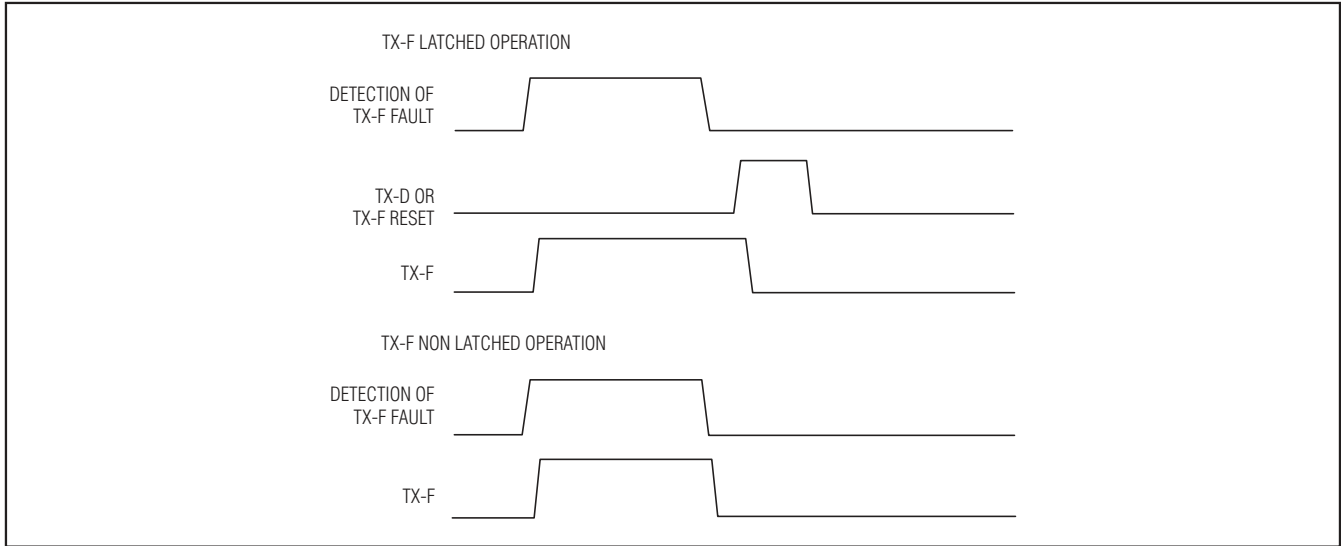 TX-F LATCHED OPERATION
DETECTION OF
TX-F FAULT
TX-D OR
TX-F RESET
TX-F
TX-F NON LATCHED OPERATION
DETECTION OF
TX-F FAULT
TX-F